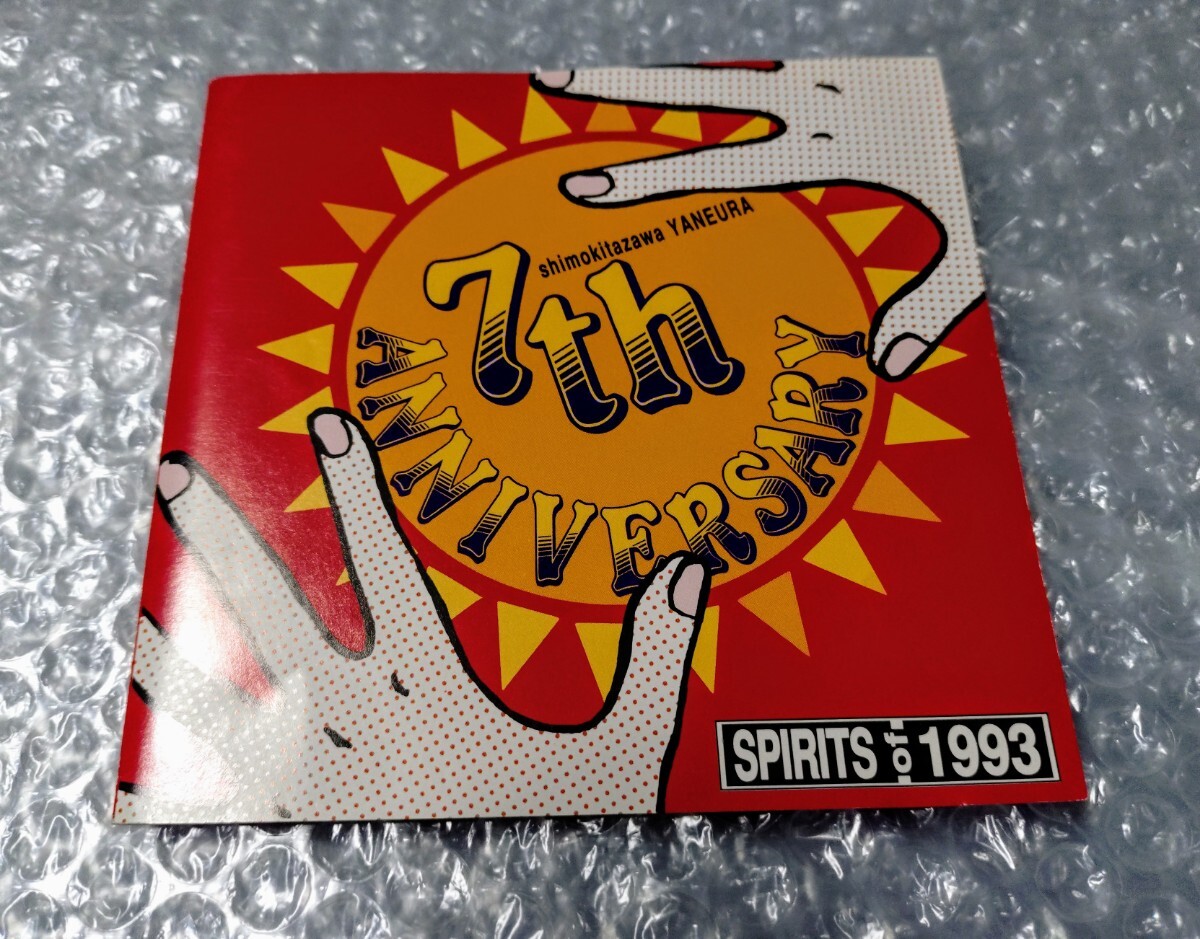 shimokitazawa YANEURA
7th
ANNIVERSARY
SPIRITS of 1993